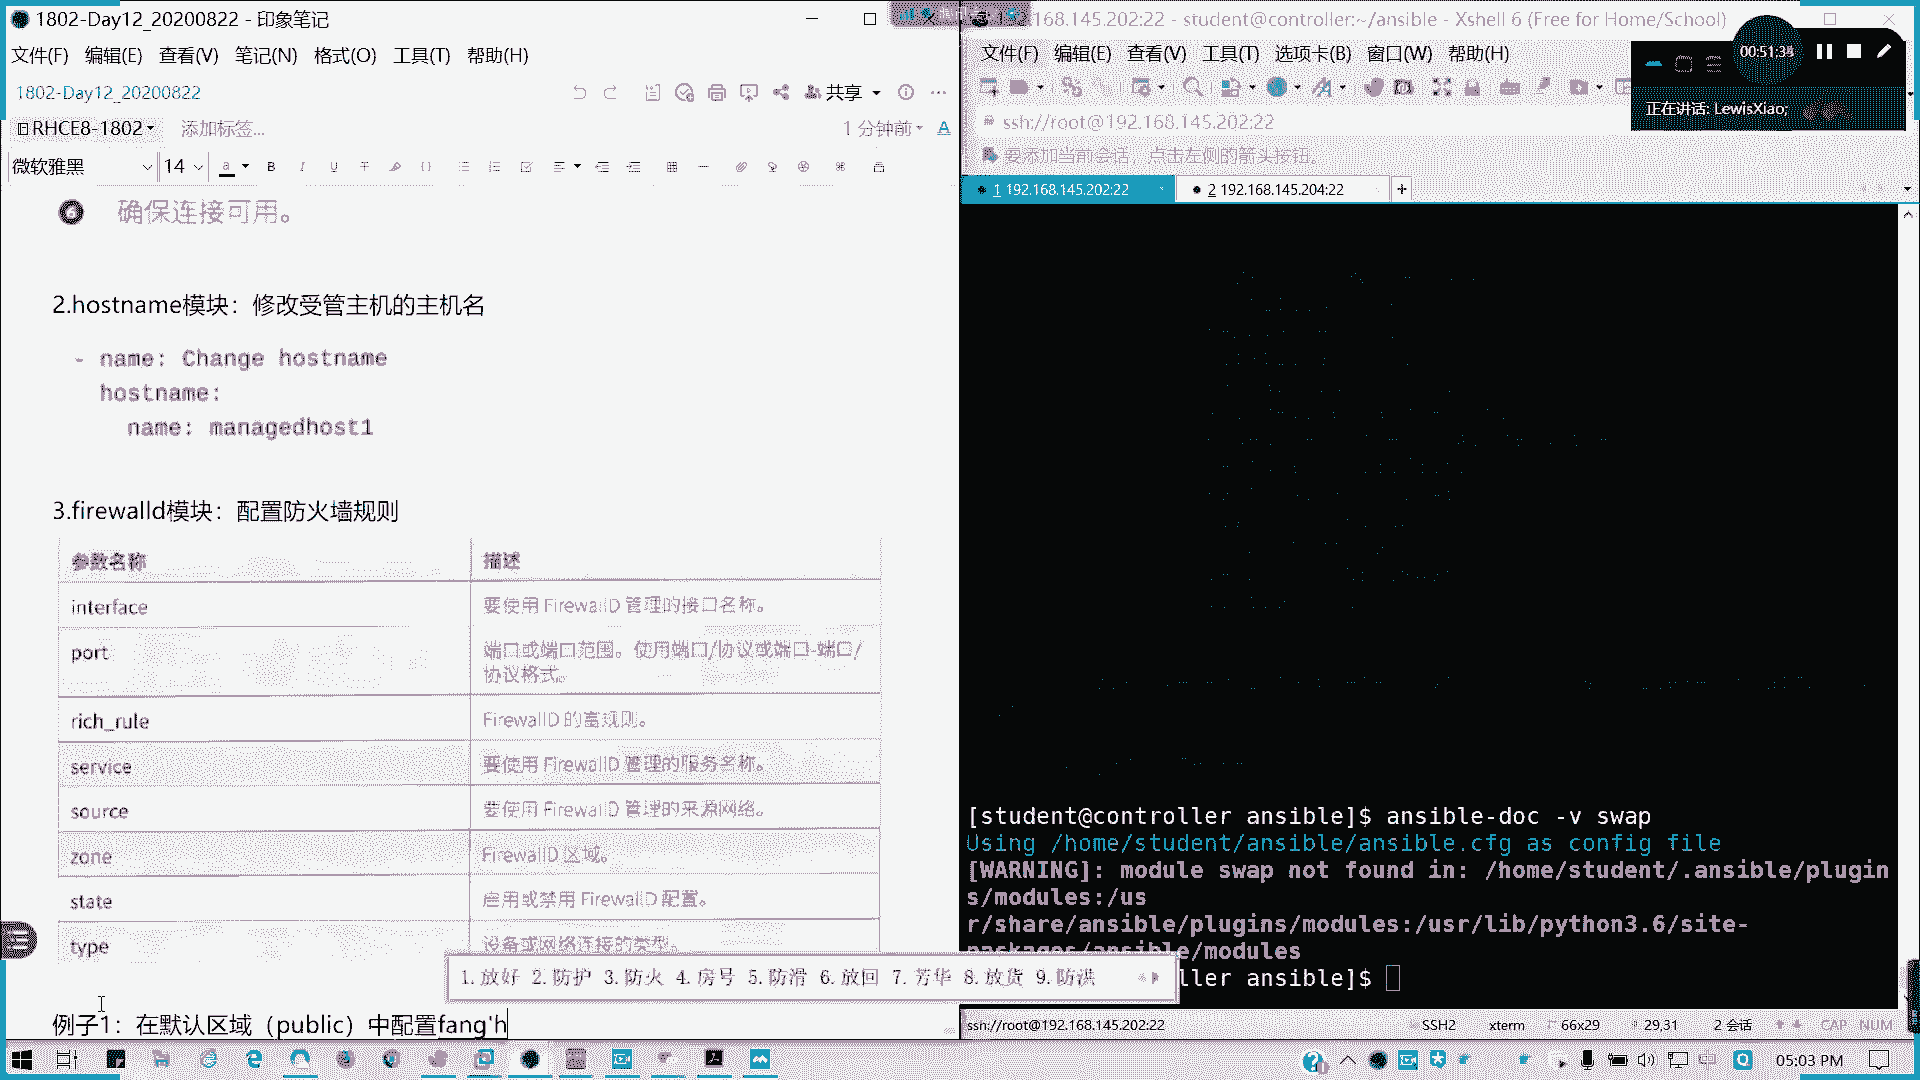 1802-Day12_20200822 - 印象笔记
文件(F) 编辑(E) 查看(V) 笔记(N) 格式(O) 工具(T) 帮助(H)
1802-Day12_20200822
共享
RHCE8-1802
添加标签...
1 分钟前
微软雅黑
14
确保连接可用。
2.hostname模块：修改受管主机的主机名
- name: Change hostname
hostname:
name: managedhost1
3.firewalld模块：配置防火墙规则
参数名称 描述
interface 要使用 FirewallD 管理的接口名称。
port 端口或端口范围。使用端口/协议或端口-端口/
协议格式。
rich_rule FirewallD 的富规则。
service 要使用 FirewallD 管理的服务名称。
source 要使用 FirewallD 管理的来源网络。
zone FirewallD 区域。
state 启用或禁用 FirewallD 配置。
type 设备或网络连接的类型。
1.放好 2.防护 3.防火 4.房号 5.防滑 6.放回 7.芳华 8.放货 9.防洪
例子1：在默认区域（public）中配置fang'h
168.145.202:22 - student@controller:~/ansible - Xshell 6 (Free for Home/School)
文件(F) 编辑(E) 查看(V) 工具(T) 选项卡(B) 窗口(W) 帮助(H)
00:51:34
正在讲话: LewisXiao;
ssh://root@192.168.145.202:22
要添加当前会话，点击左侧的箭头按钮。
1 192.168.145.202:22
2 192.168.145.204:22
[student@controller ansible]$ ansible-doc -v swap
Using /home/student/ansible/ansible.cfg as config file
[WARNING]: module swap not found in: /home/student/.ansible/plugin
s/modules:/us
r/share/ansible/plugins/modules:/usr/lib/python3.6/site-
packages/ansible/modules
ller ansible]$
ssh://root@192.168.145.202:22
SSH2
xterm
66x29
29,31
2 会话
CAP NUM
05:03 PM